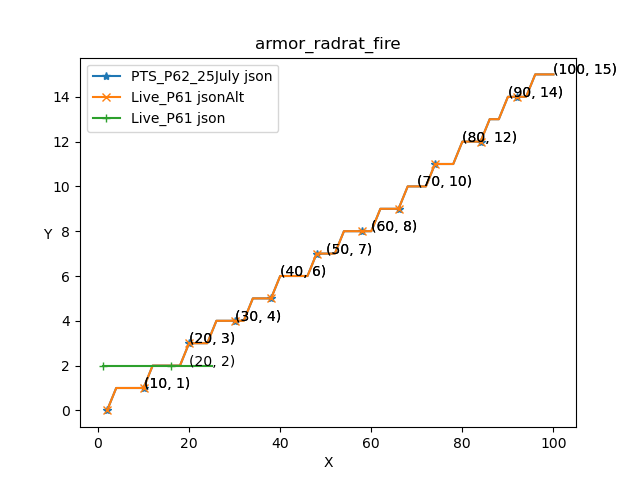 armor_radrat_fire
PTS_P62_25July json
Live_P61 jsonAlt
Live_P61 json
(100, 15)
(90, 14)
(80, 12)
(70, 10)
(60, 8)
(50, 7)
(40, 6)
(30, 4)
(20, 3)
(20, 2)
(10, 1)
Y
14
12
10
8
6
4
2
0
0 20 40 60 80 100
X